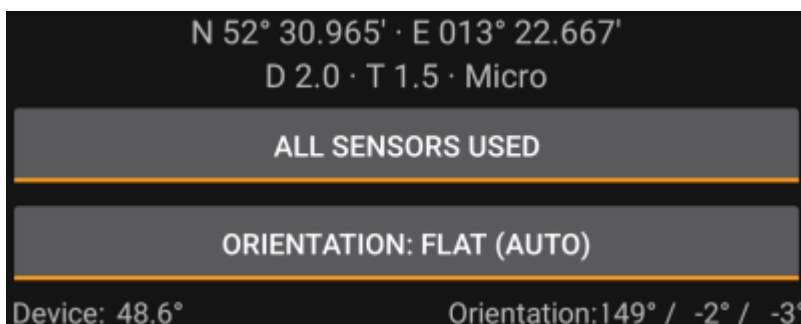 N 52° 30.965' · E 013° 22.667'
D 2.0 · T 1.5 · Micro
ALL SENSORS USED
ORIENTATION: FLAT (AUTO)
Device: 48.6° Orientation:149° / -2° / -3°